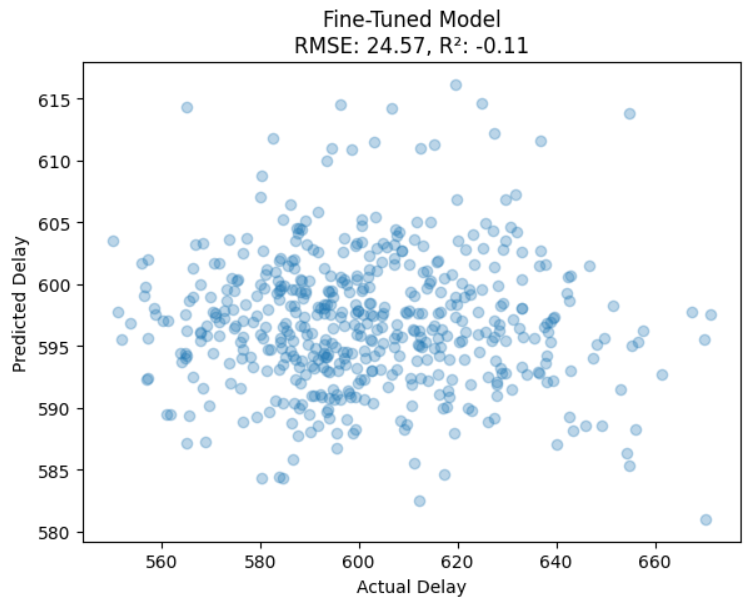 Fine-Tuned Model
RMSE: 24.57, R²: -0.11
615
610
605
600
595
590
585
580
Predicted Delay
560 580 600 620 640 660
Actual Delay